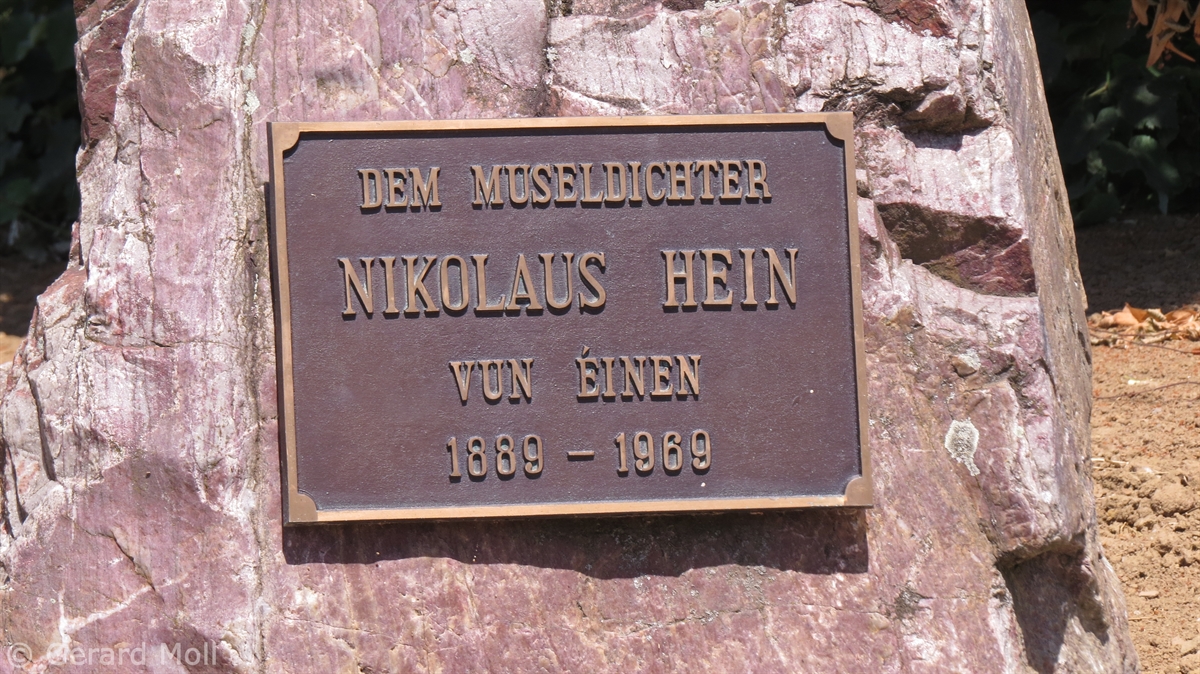 DEM MUSELDICHTER
NIKOLAUS HEIN
VUN ÉINEN
1889 – 1969
© Gerard Moll